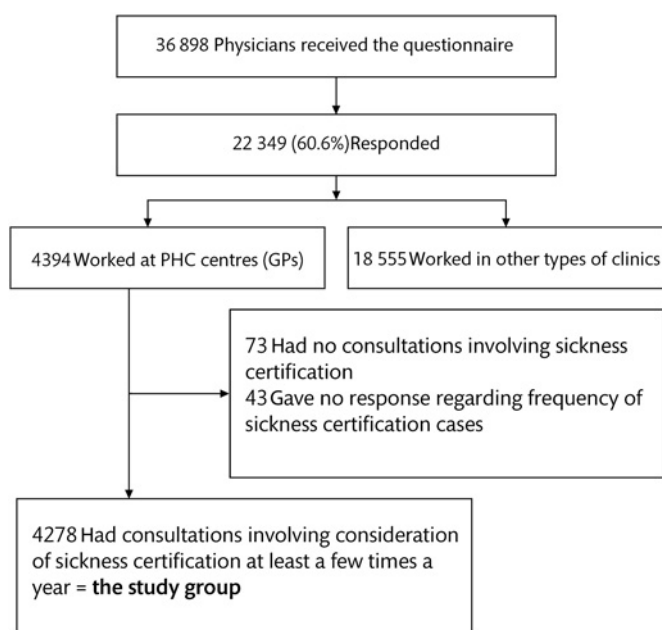 36 898 Physicians received the questionnaire
22 349 (60.6%)Responded
4394 Worked at PHC centres (GPs)
18 555 Worked in other types of clinics
73 Had no consultations involving sickness
certification
43 Gave no response regarding frequency of
sickness certification cases
4278 Had consultations involving consideration
of sickness certification at least a few times a
year = the study group